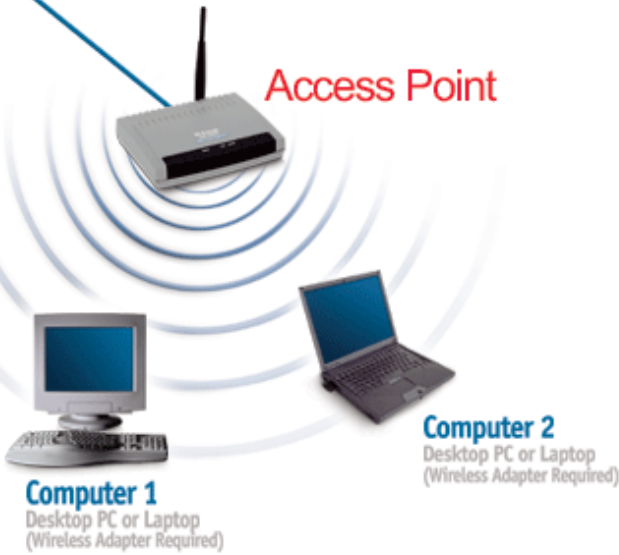 Access Point
Computer 2
Desktop PC or Laptop
(Wireless Adapter Required)
Computer 1
Desktop PC or Laptop
(Wireless Adapter Required)